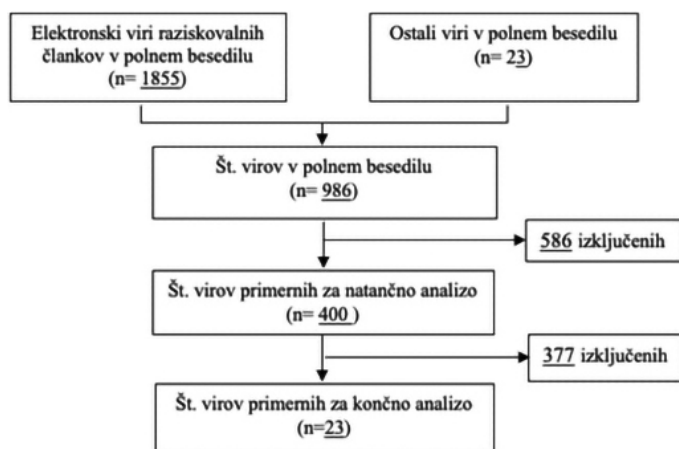 Elektronski viri raziskovalnih
člankov v polnem besedilu
(n= 1855)
Ostali viri v polnem besedilu
(n= 23)
Št. virov v polnem besedilu
(n= 986)
586 izključenih
Št. virov primernih za natančno analizo
(n= 400 )
377 izključenih
Št. virov primernih za končno analizo
(n=23)